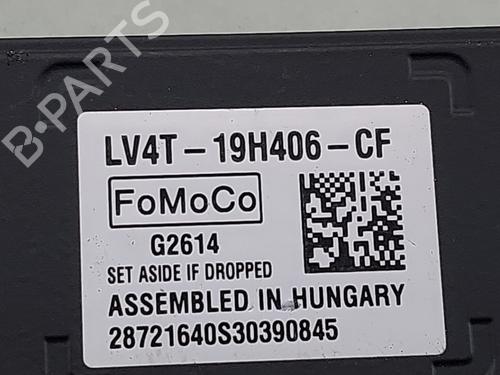 B-PARTS
LV4T-19H406-CF
FoMoCo
G2614
SET ASIDE IF DROPPED
ASSEMBLED IN HUNGARY
28721640S30390845